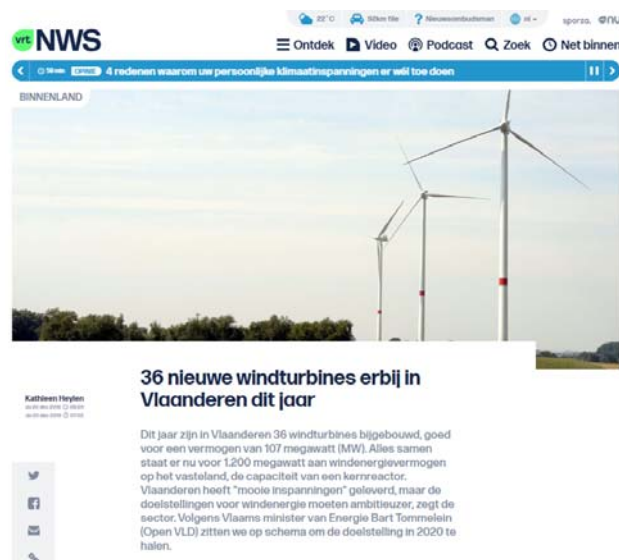 22°C 50km file Nieuwsombudsman nl sporza.
vrt NWS
Ontdek Video Podcast Zoek Net binnen
OPINIE 4 redenen waarom uw persoonlijke klimaatinspanningen er wél toe doen
BINNENLAND
36 nieuwe windturbines erbij in
Vlaanderen dit jaar
Kathleen Heylen
Dit jaar zijn in Vlaanderen 36 windturbines bijgebouwd, goed
voor een vermogen van 107 megawatt (MW). Alles samen
staat er nu voor 1.200 megawatt aan windenergievermogen
op het vasteland, de capaciteit van een kernreactor.
Vlaanderen heeft "mooie inspanningen" geleverd, maar de
doelstellingen voor windenergie moeten ambitieuzer, zegt de
sector. Volgens Vlaams minister van Energie Bart Tommelein
(Open VLD) zitten we op schema om de doelstelling in 2020 te
halen.